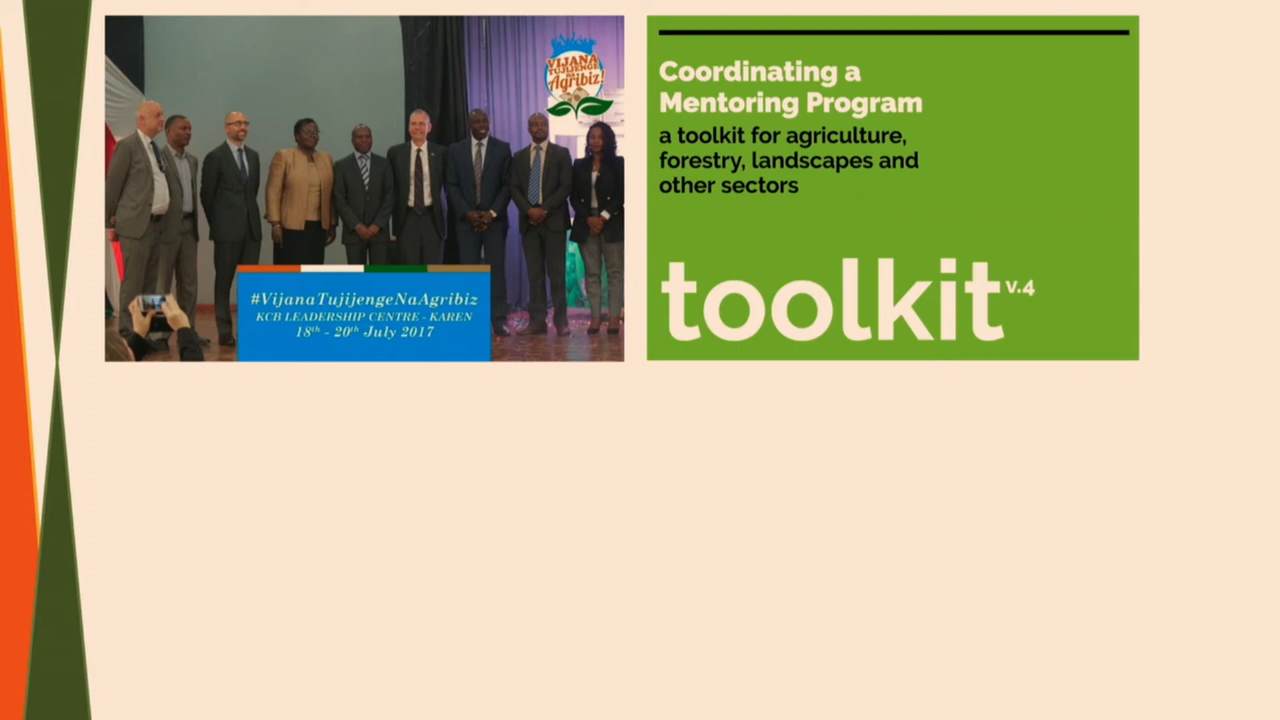 VIJANA
TUJIJENGE
NA
Agribiz!
#VijanaTujijengeNaAgribiz
KCB LEADERSHIP CENTRE - KAREN
18th - 20th July 2017
Coordinating a
Mentoring Program
a toolkit for agriculture,
forestry, landscapes and
other sectors
toolkit v.4